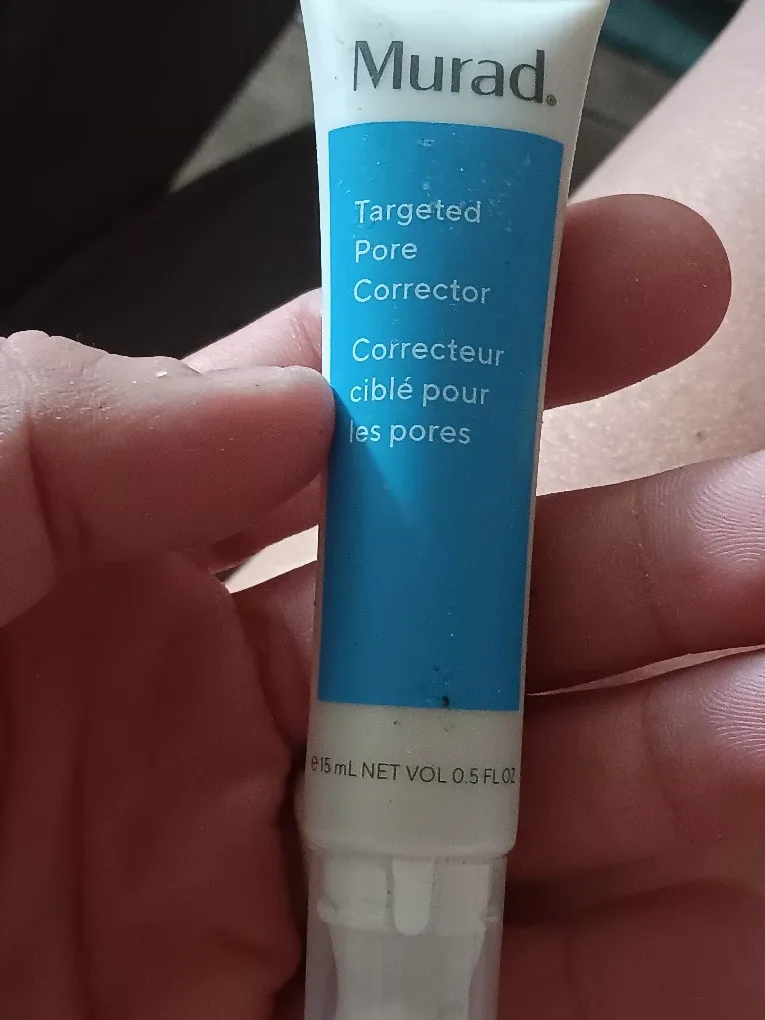 Murad®
Targeted
Pore
Corrector
Correcteur
ciblé pour
les pores
℮15 mL NET VOL 0.5 FL OZ